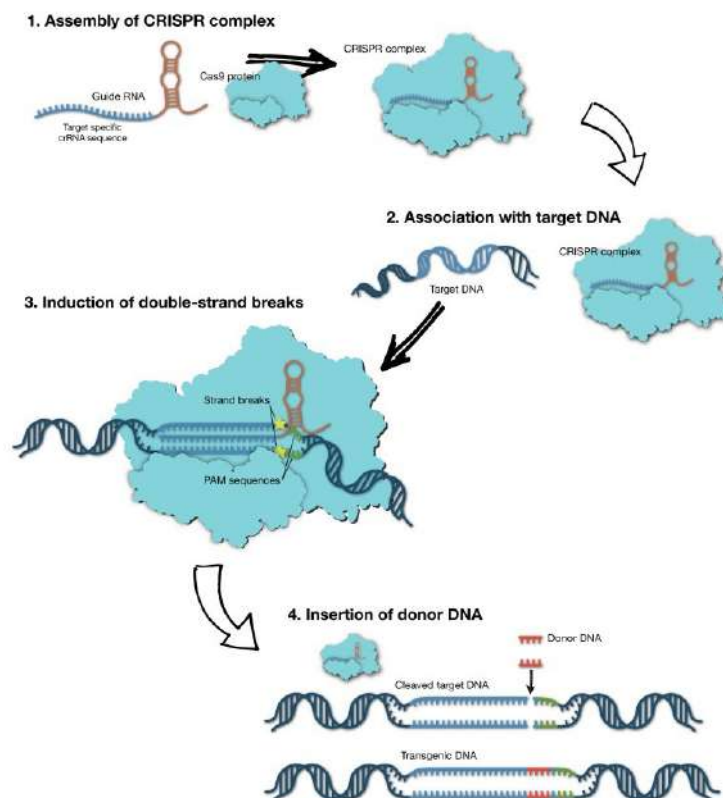 1. Assembly of CRISPR complex
CRISPR complex
Cas9 protein
Guide RNA
Target specific
crRNA sequence
2. Association with target DNA
CRISPR complex
Target DNA
3. Induction of double-strand breaks
Strand breaks
PAM sequences
4. Insertion of donor DNA
Donor DNA
Cleaved target DNA
Transgenic DNA